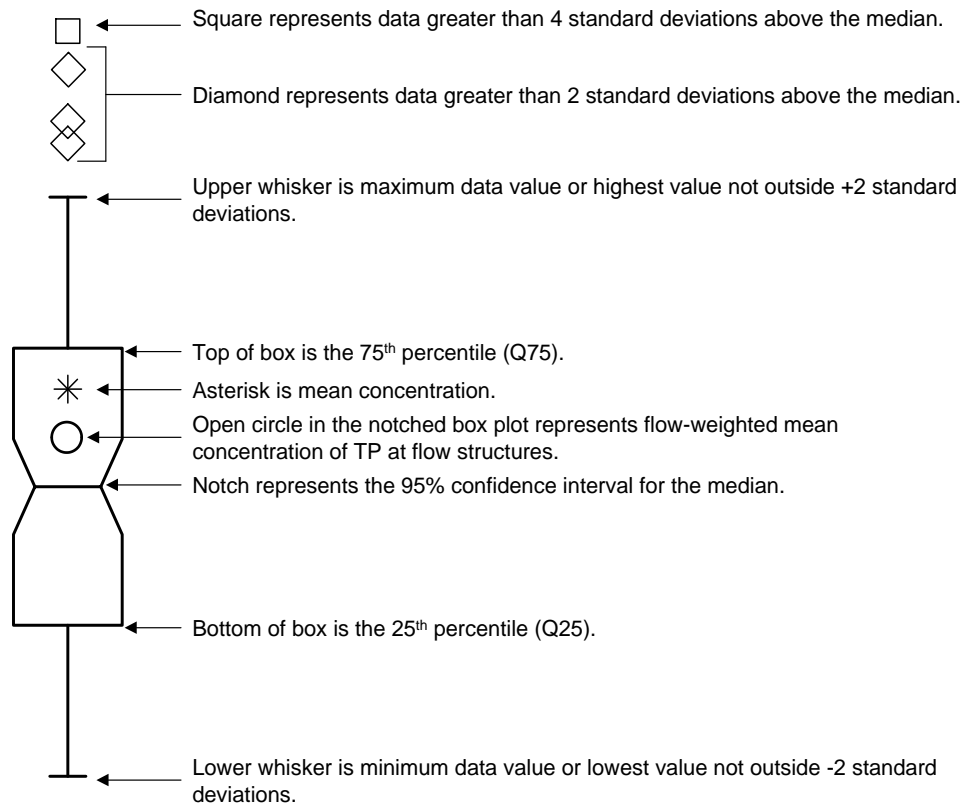 Square represents data greater than 4 standard deviations above the median.
Diamond represents data greater than 2 standard deviations above the median.
Upper whisker is maximum data value or highest value not outside +2 standard
deviations.
Top of box is the 75th percentile (Q75).
Asterisk is mean concentration.
Open circle in the notched box plot represents flow-weighted mean
concentration of TP at flow structures.
Notch represents the 95% confidence interval for the median.
Bottom of box is the 25th percentile (Q25).
Lower whisker is minimum data value or lowest value not outside -2 standard
deviations.